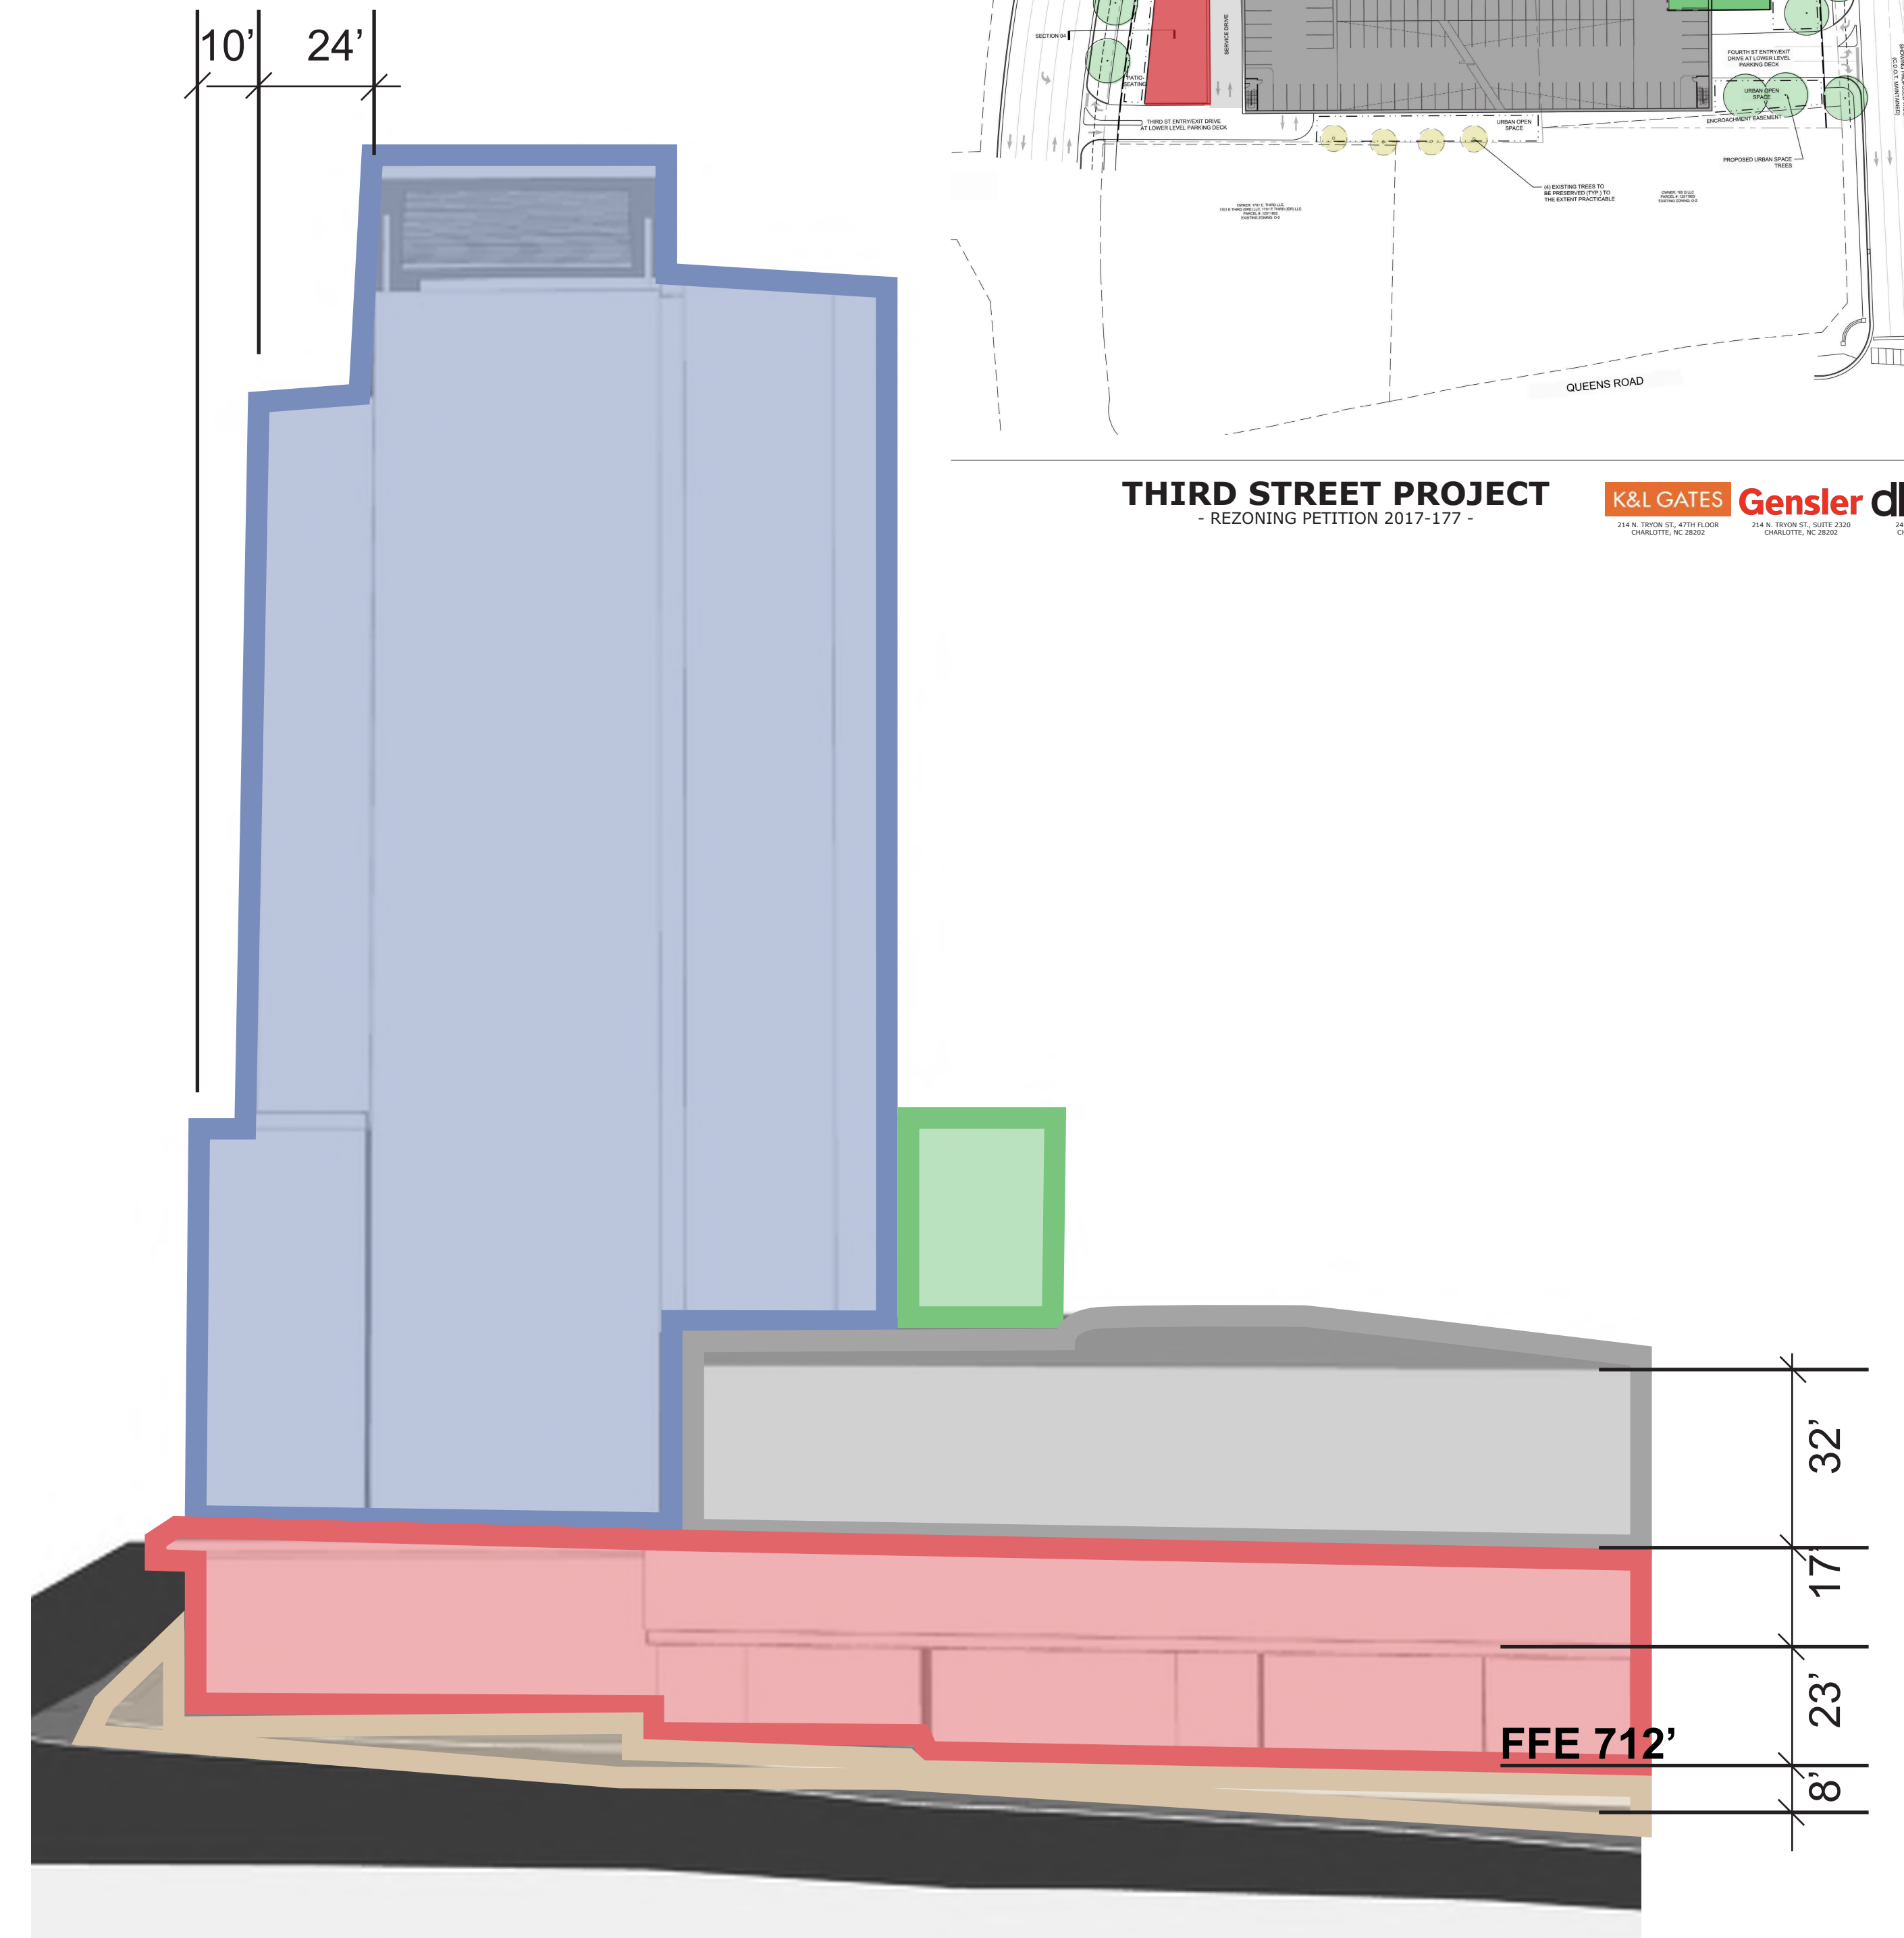 10’ 24’
SECTION 04
SERVICE DRIVE
PATIO-
SEATING
THIRD ST ENTRY/EXIT DRIVE
AT LOWER LEVEL PARKING DECK
FOURTH ST ENTRY/EXIT
DRIVE AT LOWER LEVEL
PARKING DECK
URBAN OPEN
SPACE
ENCROACHMENT EASEMENT
URBAN OPEN
SPACE
PROPOSED URBAN SPACE
TREES
(4) EXISTING TREES TO
BE PRESERVED (TYP.) TO
THE EXTENT PRACTICABLE
QUEENS ROAD
THIRD STREET PROJECT
- REZONING PETITION 2017-177 -
K&L GATES
214 N. TRYON ST., 47TH FLOOR
CHARLOTTE, NC 28202
Gensler
214 N. TRYON ST., SUITE 2320
CHARLOTTE, NC 28202
32’
17’
23’
FFE 712’
8’